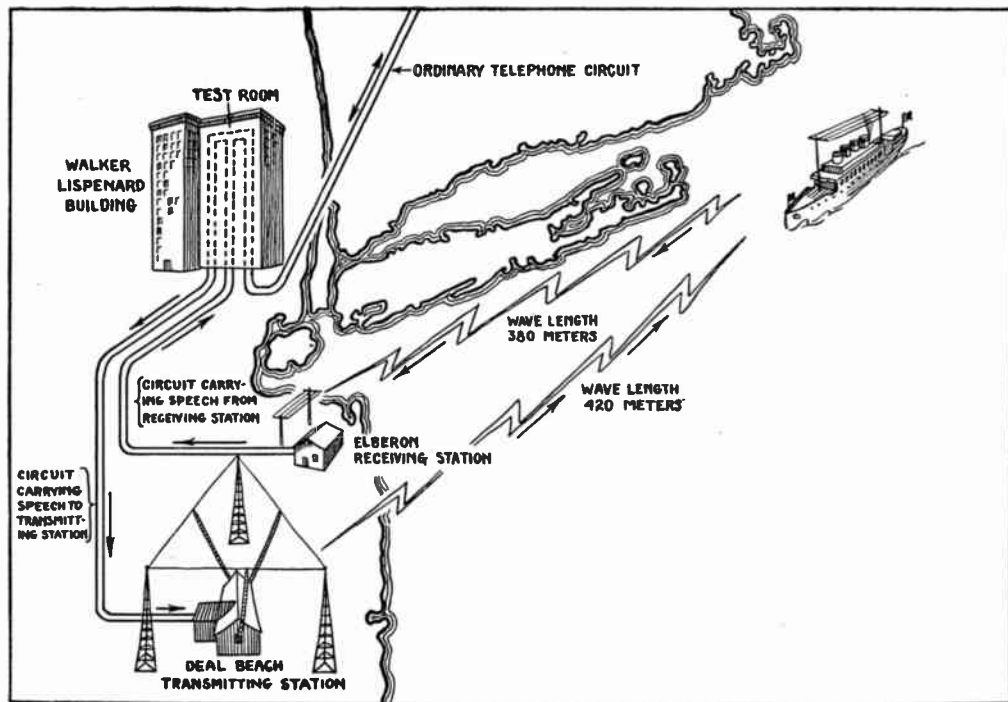 ORDINARY TELEPHONE CIRCUIT
TEST ROOM
WALKER
LISPENARD
BUILDING
WAVE LENGTH
380 METERS
WAVE LENGTH
420 METERS
CIRCUIT CARRY-
ING SPEECH FROM
RECEIVING STATION
ELBERON
RECEIVING STATION
CIRCUIT
CARRYING
SPEECH TO
TRANSMITT-
ING STATION
DEAL BEACH
TRANSMITTING STATION